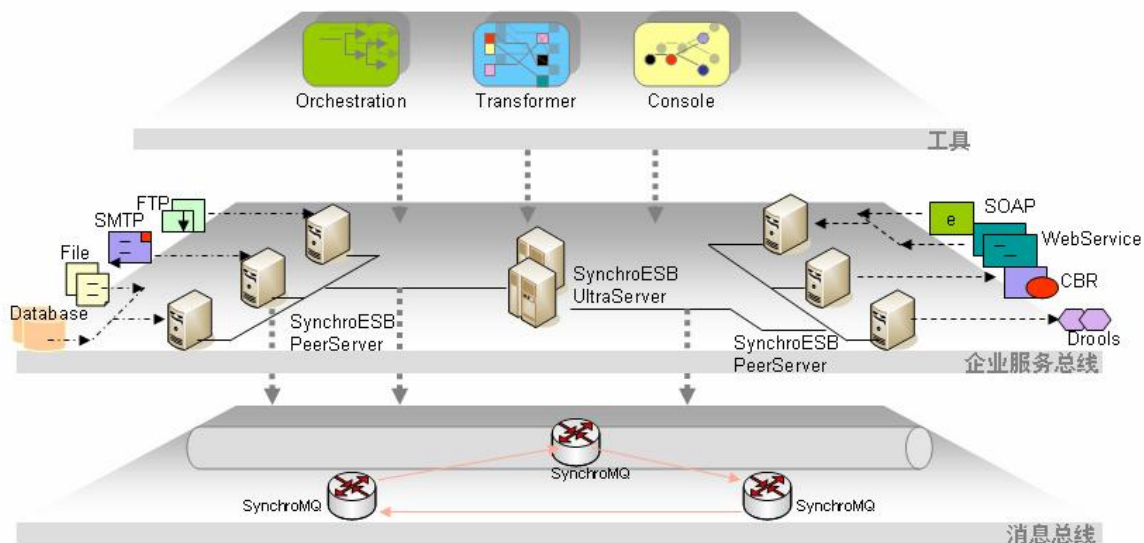 Orchestration
Transformer
Console
工具
FTP
SMTP
File
Database
SynchroESB
PeerServer
SynchroESB
UltraServer
SynchroESB
PeerServer
e
SOAP
WebService
CBR
Drools
企业服务总线
SynchroMQ
SynchroMQ
SynchroMQ
消息总线